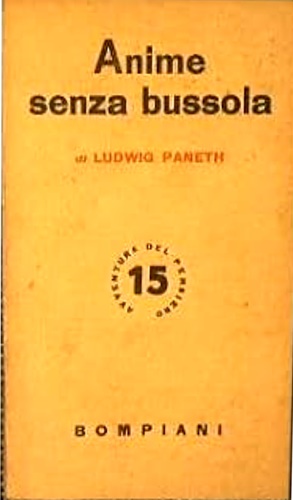 Anime
senza bussola
di LUDWIG PANETH
AVVENTURE DEL PENSIERO
15
BOMPIANI